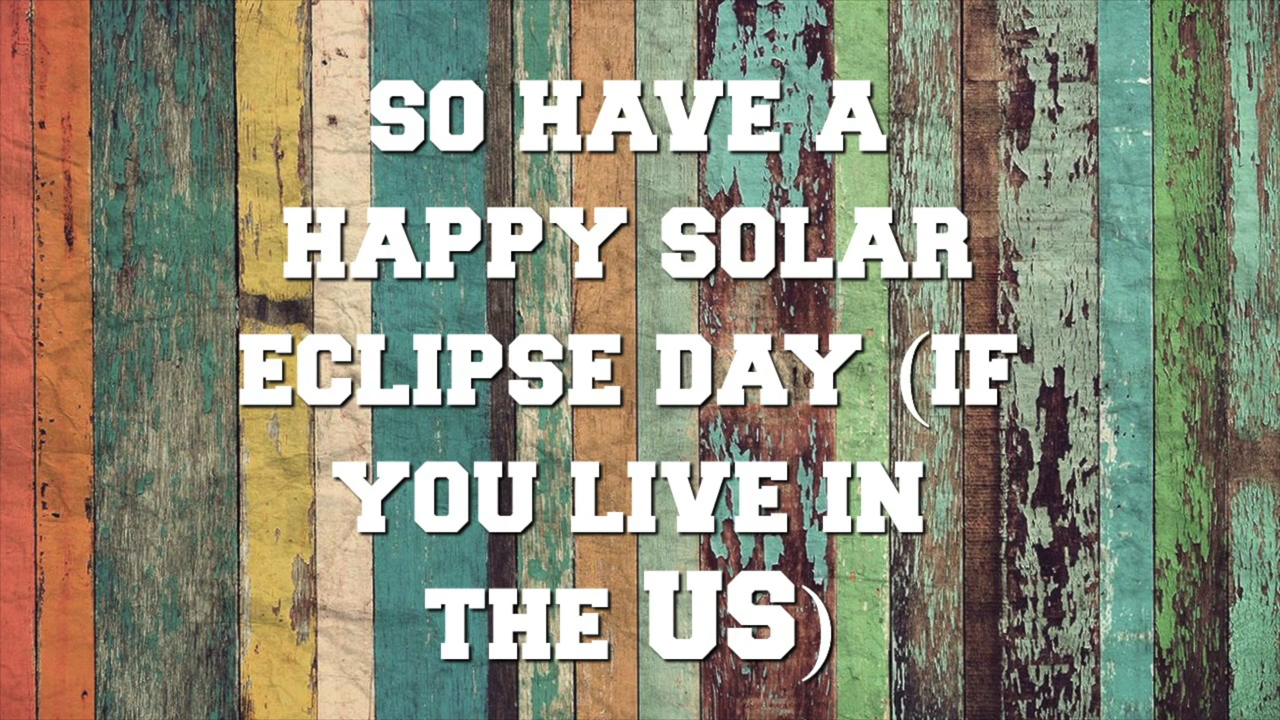 SO HAVE A
HAPPY SOLAR
ECLIPSE DAY (IF
YOU LIVE IN
THE US)